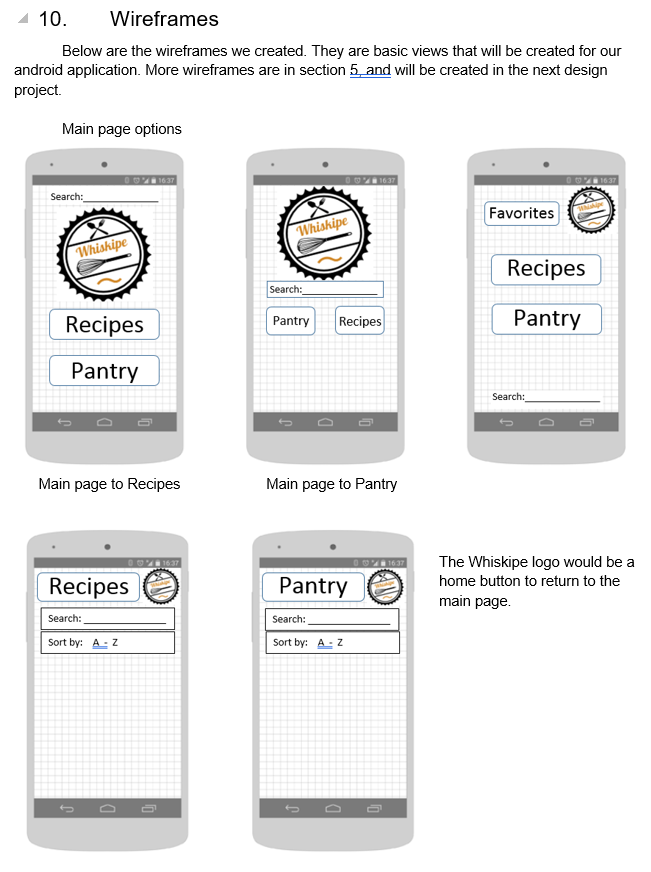 10. Wireframes
Below are the wireframes we created. They are basic views that will be created for our
android application. More wireframes are in section 5, and will be created in the next design
project.
Main page options
16:37
Search:
Whiskipe
Recipes
Pantry
16:37
Whiskipe
Search:
Pantry Recipes
16:37
Favorites Whiskipe
Recipes
Pantry
Search:
Main page to Recipes
Main page to Pantry
16:37
Recipes Whiskipe
Search:
Sort by: A - Z
16:37
Pantry Whiskipe
Search:
Sort by: A - Z
The Whiskipe logo would be a
home button to return to the
main page.